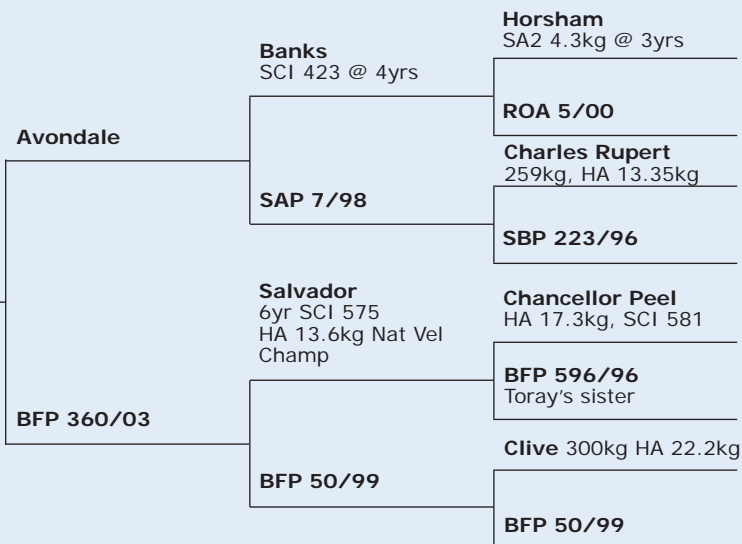 Horsham
SA2 4.3kg @ 3yrs
Banks
SCI 423 @ 4yrs
ROA 5/00
Avondale
Charles Rupert
259kg, HA 13.35kg
SAP 7/98
SBP 223/96
Salvador
6yr SCI 575
HA 13.6kg Nat Vel
Champ
Chancellor Peel
HA 17.3kg, SCI 581
BFP 596/96
Toray's sister
BFP 360/03
Clive 300kg HA 22.2kg
BFP 50/99
BFP 50/99